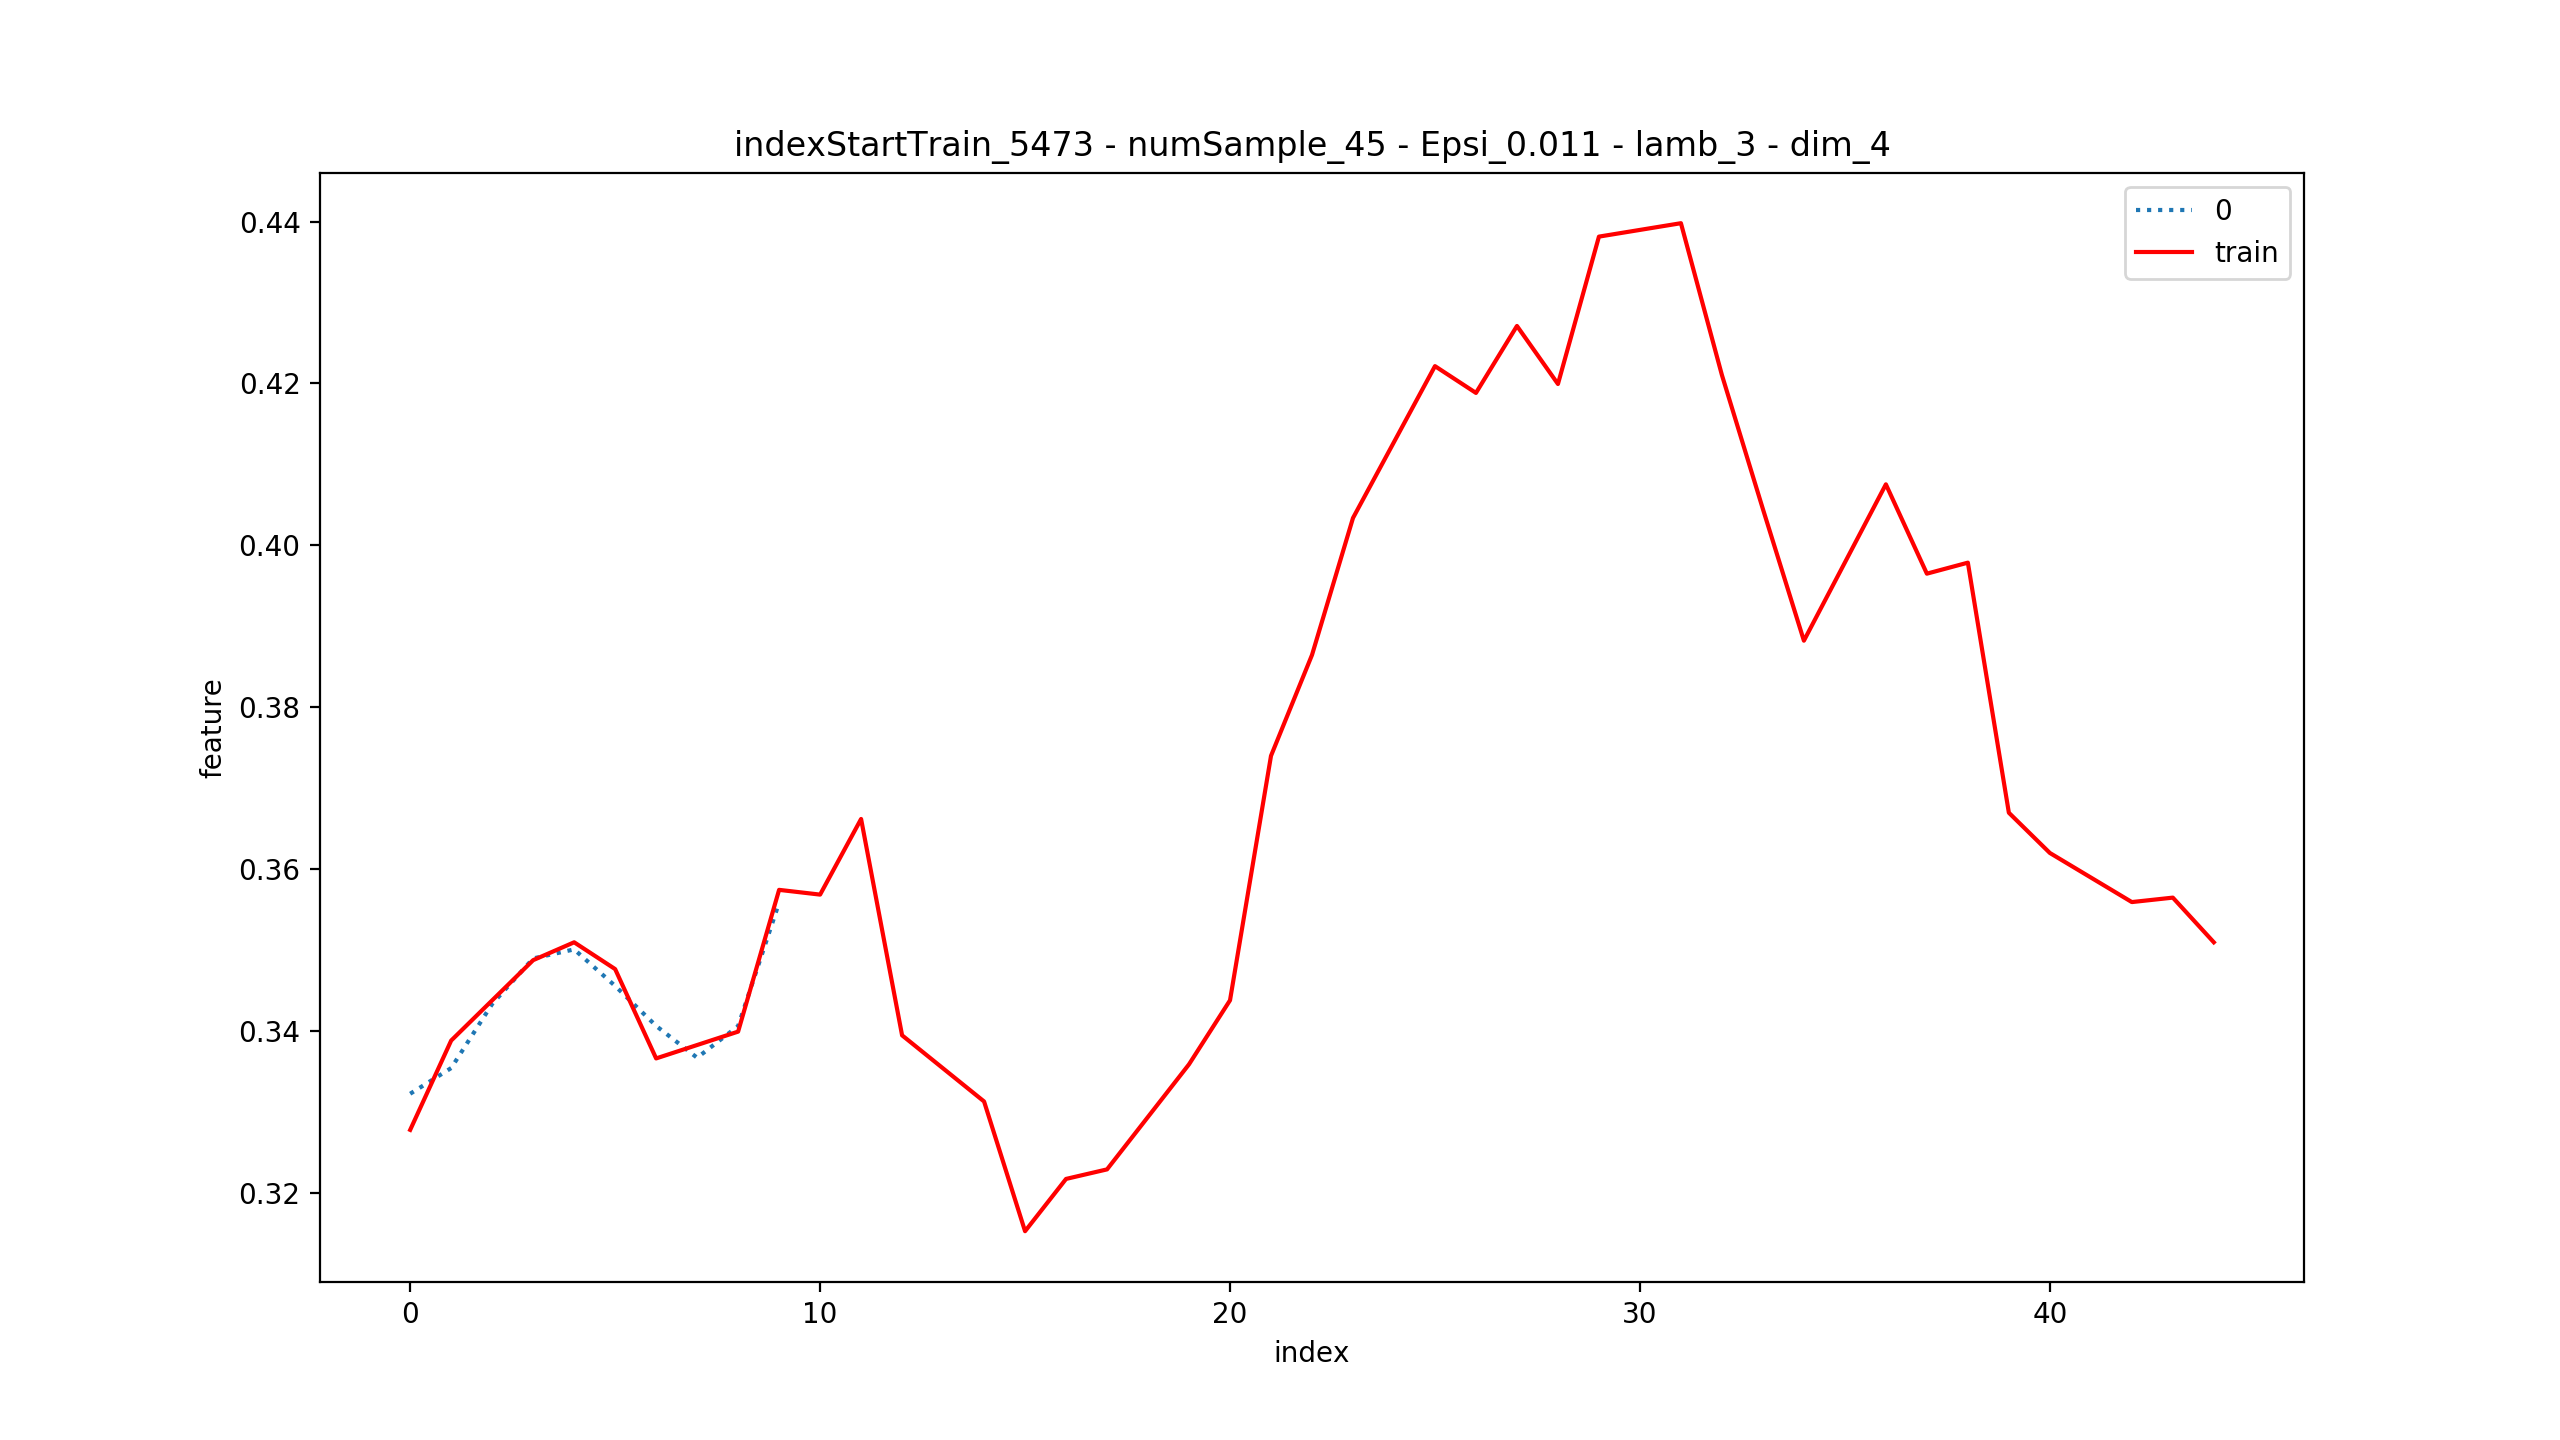 indexStartTrain_5473 - numSample_45 - Epsi_0.011 - lamb_3 - dim_4
0
train
0.44
0.42
0.40
0.38
0.36
0.34
0.32
feature
0 10 20 30 40
index